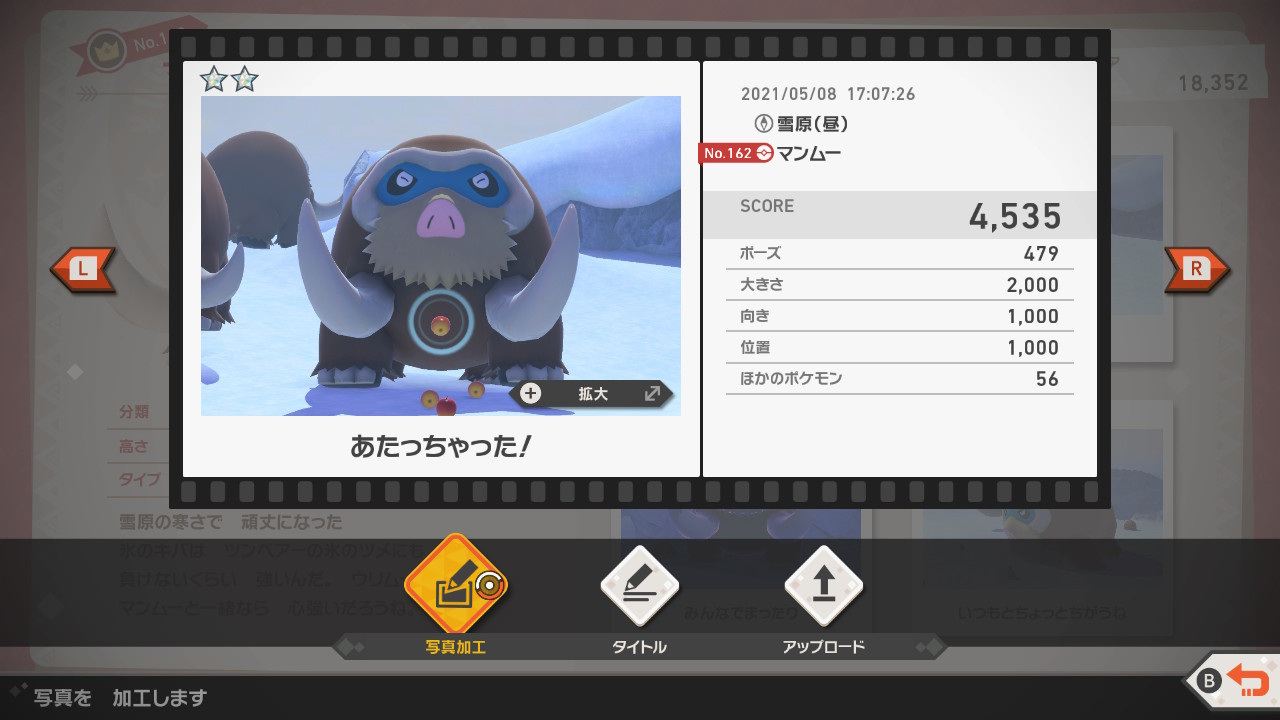 No.1
18,352
2021/05/08 17:07:26
雪原(昼)
No.162 マンムー
SCORE 4,535
ポーズ 479
大きさ 2,000
向き 1,000
位置 1,000
ほかのポケモン 56
L
R
+ 拡大
あたっちゃった!
分類
高さ
タイプ
雪原の寒さで 頑丈になった
氷のキバは ツンベアーの氷のツメにも
負けないくらい 強いんだ。 ウリム
マンムーと一緒なら 心強いだろうね
みんなでまったり
いつもとちょっとちがうな
写真加工
タイトル
アップロード
写真を 加工します
B